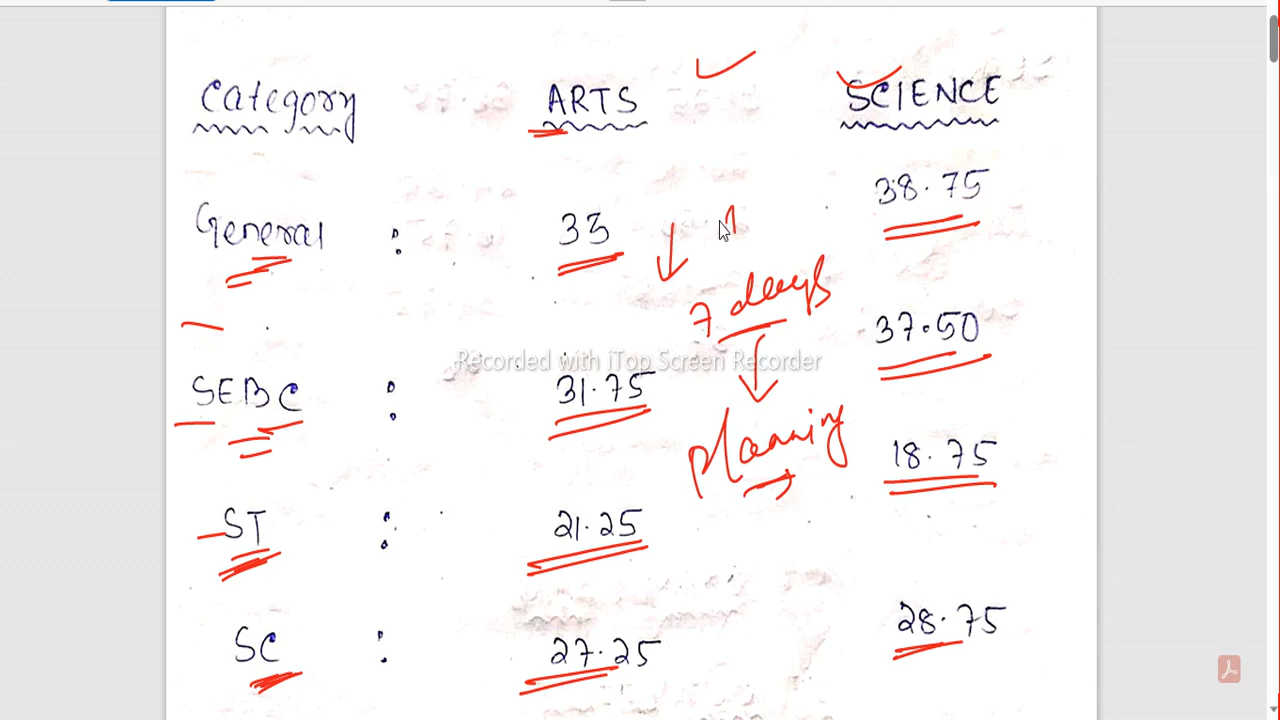 Category ARTS SCIENCE
General : 33 38.75
7 days
37.50
Recorded with iTop Screen Recorder
SEBC : 31.75
planning
18.75
ST : 21.25
SC : 27.25 28.75